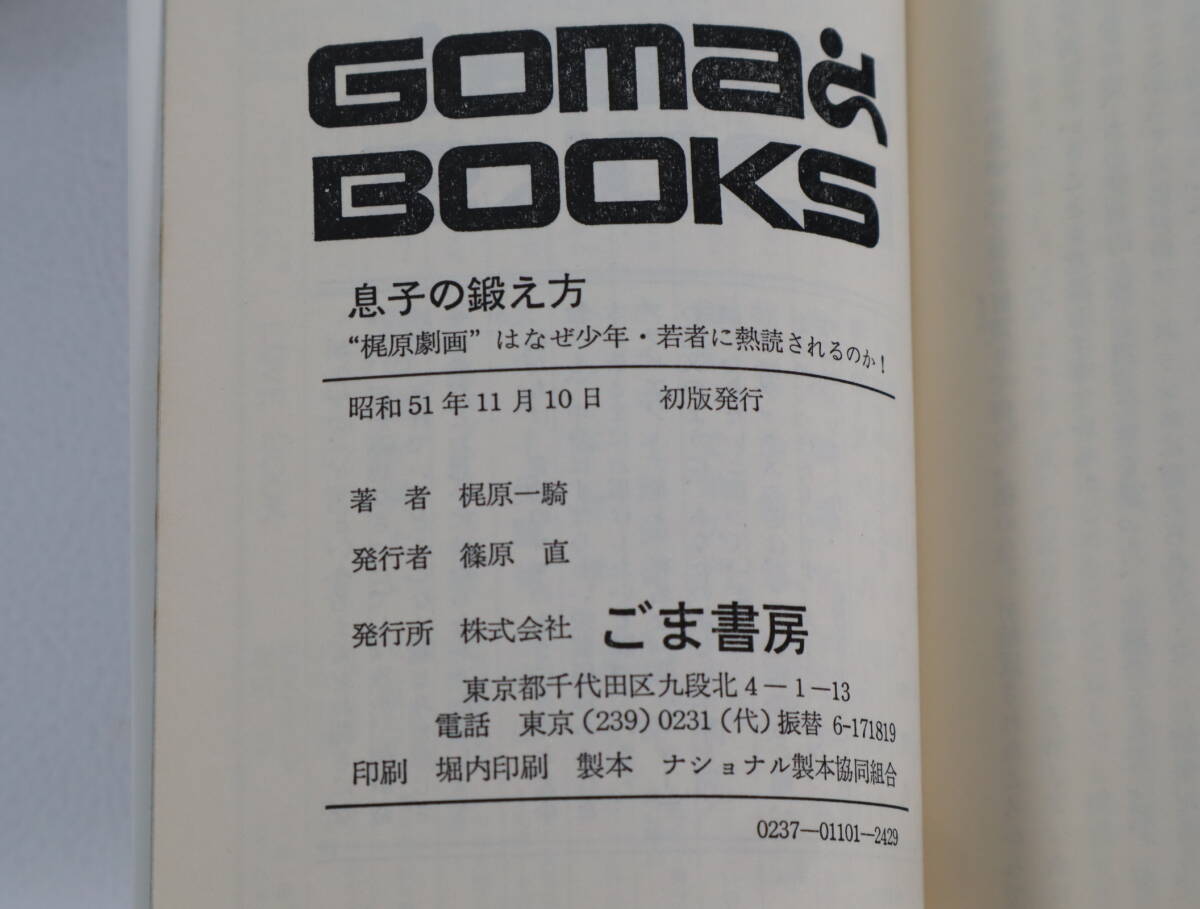 GOMA
BOOKS
息子の鍛え方
“梶原劇画”はなぜ少年・若者に熱読されるのか！
昭和51年11月10日　初版発行
著　者　梶原一騎
発行者　篠原　直
発行所　株式会社　ごま書房
東京都千代田区九段北4－1－13
電話　東京（239）0231（代）振替 6-171819
印刷　堀内印刷　製本　ナショナル製本協同組合
0237―01101―2429